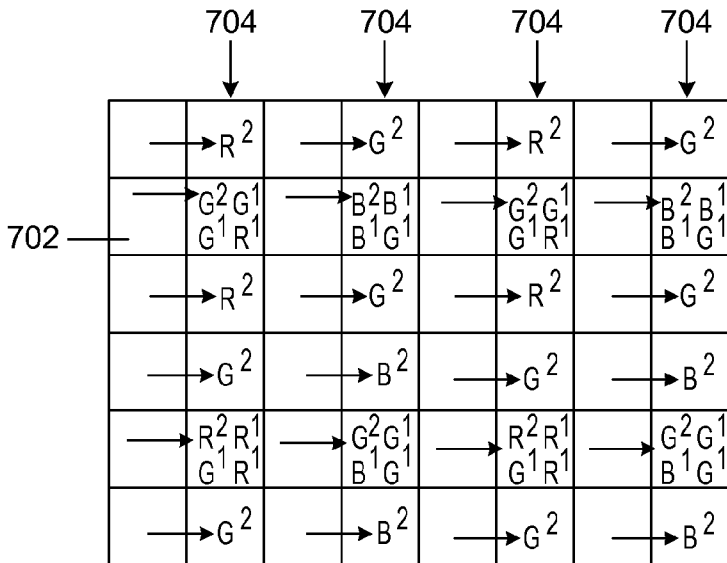 704 704 704 704
R² G² R² G²
G²G¹ B²B¹ G²G¹ B²B¹
702 G¹R¹ B¹G¹ G¹R¹ B¹G¹
R² G² R² G²
G² B² G² B²
R²R¹ G²G¹ R²R¹ G²G¹
G¹R¹ B¹G¹ G¹R¹ B¹G¹
G² B² G² B²